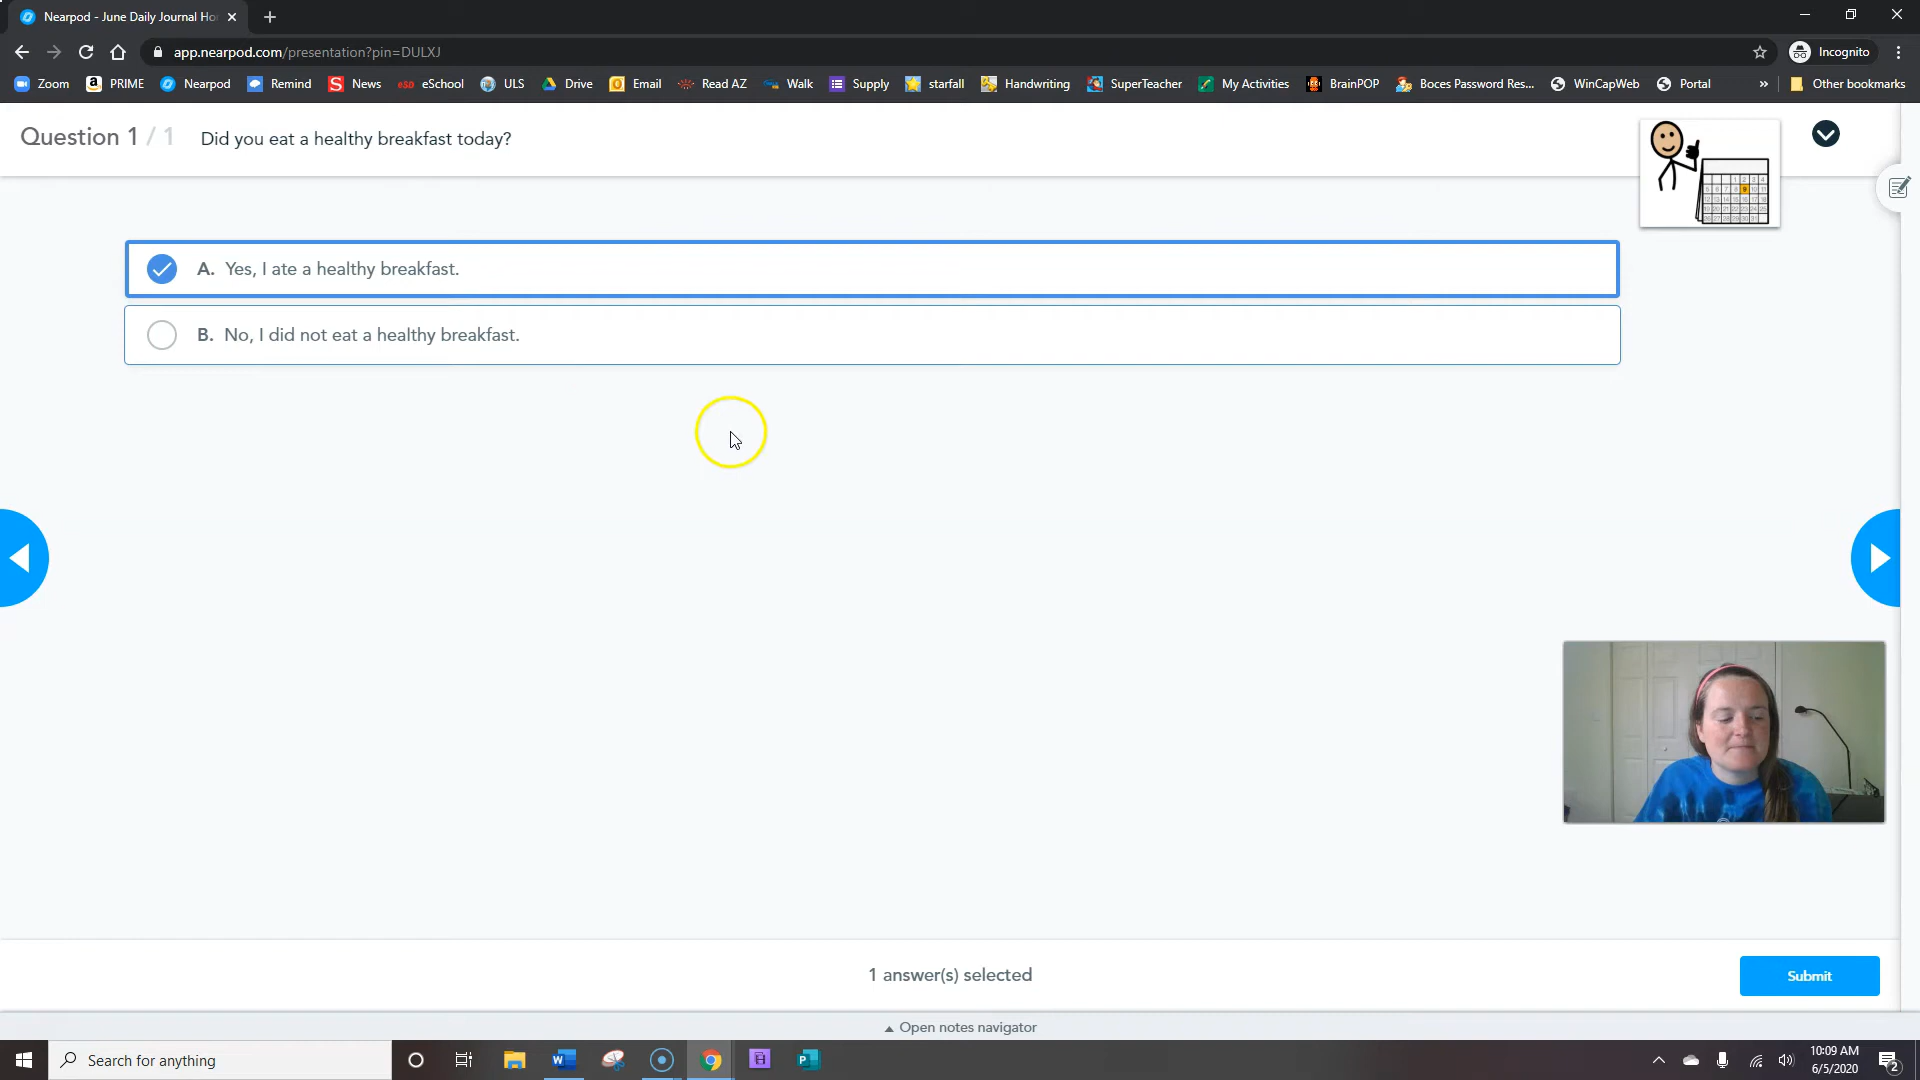 Nearpod - June Daily Journal Ho
app.nearpod.com/presentation?pin=DULXJ
Incognito
Zoom PRIME Nearpod Remind News eSchool ULS Drive Email Read AZ Walk Supply starfall Handwriting SuperTeacher My Activities BrainPOP Boces Password Res... WinCapWeb Portal » Other bookmarks
Question 1 / 1 Did you eat a healthy breakfast today?
A. Yes, I ate a healthy breakfast.
B. No, I did not eat a healthy breakfast.
1 answer(s) selected
Submit
Open notes navigator
Search for anything
10:09 AM
6/5/2020
2